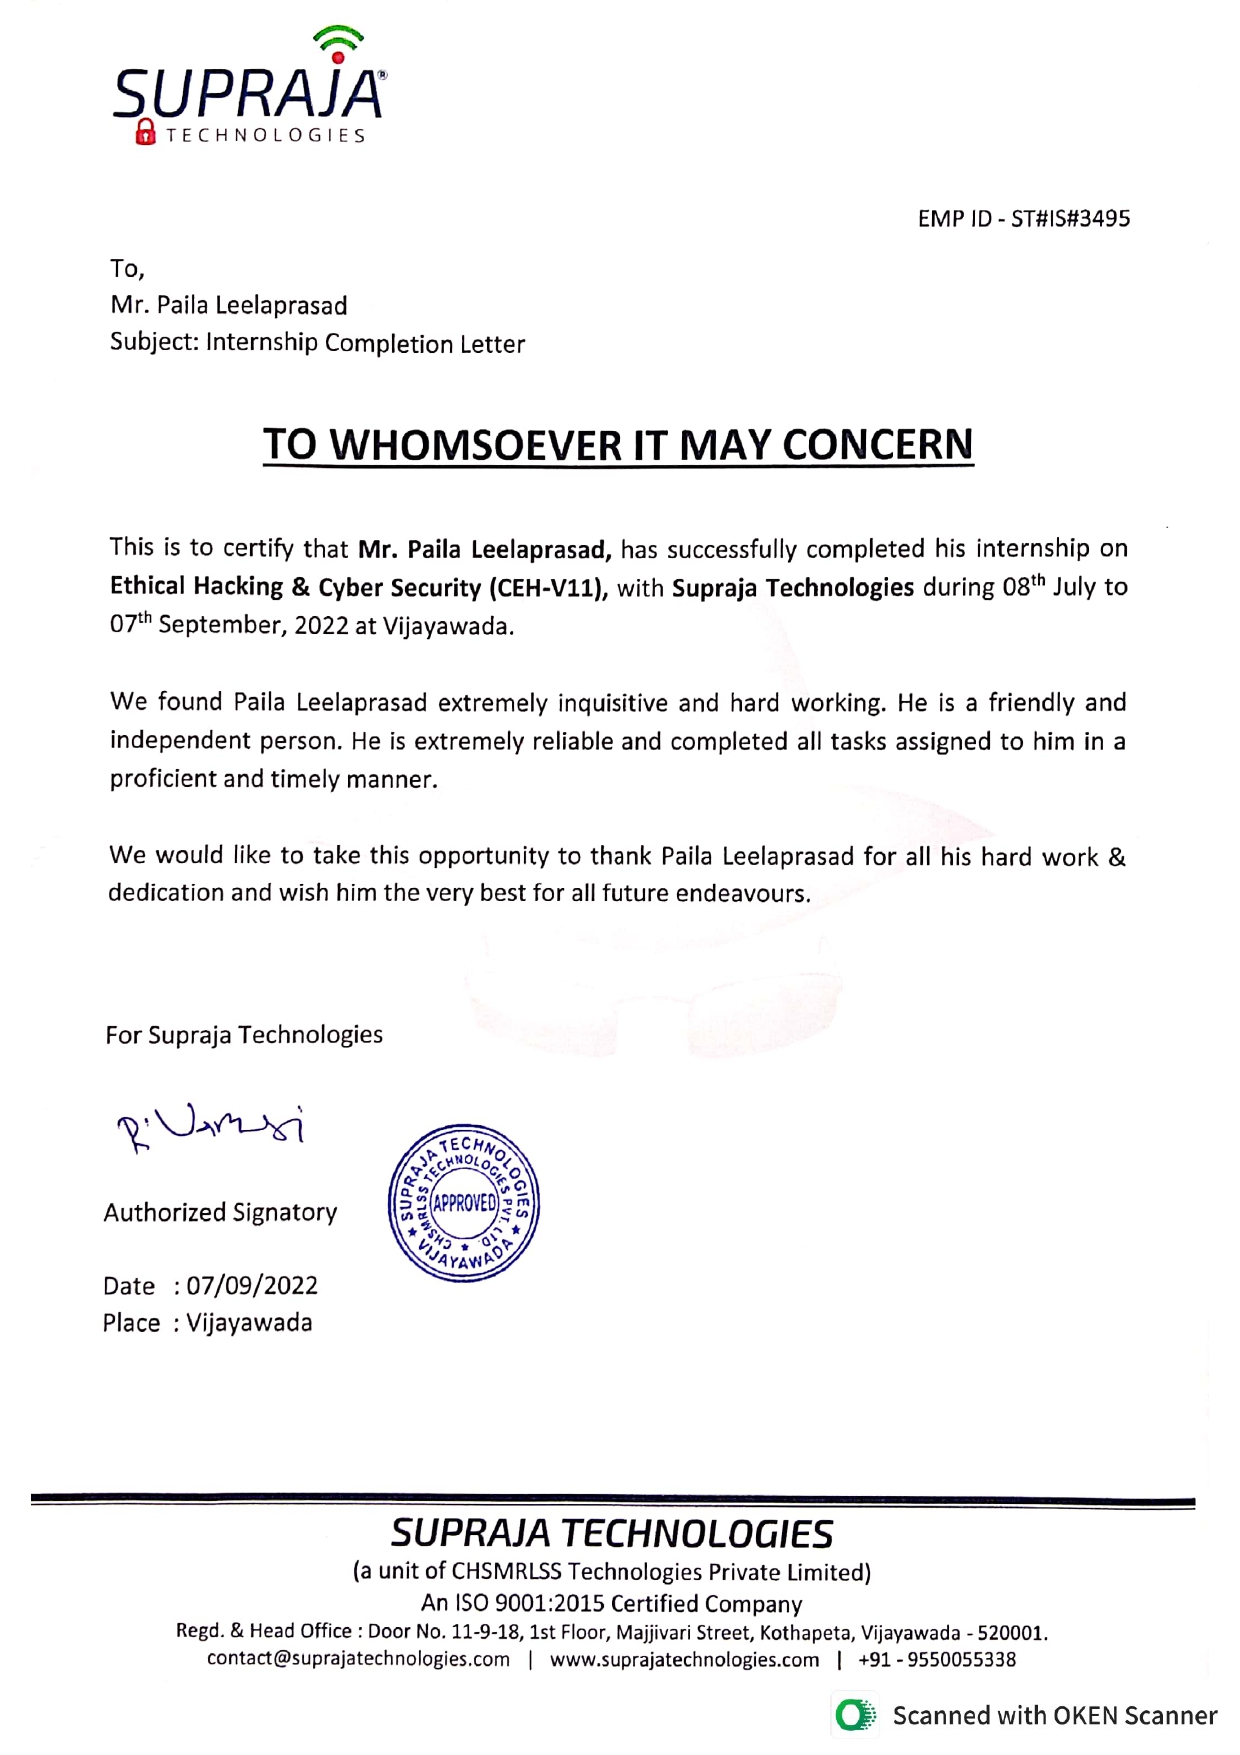 SUPRAJA®
TECHNOLOGIES
EMP ID - ST#IS#3495
To,
Mr. Paila Leelaprasad
Subject: Internship Completion Letter
TO WHOMSOEVER IT MAY CONCERN
This is to certify that Mr. Paila Leelaprasad, has successfully completed his internship on
Ethical Hacking & Cyber Security (CEH-V11), with Supraja Technologies during 08th July to
07th September, 2022 at Vijayawada.
We found Paila Leelaprasad extremely inquisitive and hard working. He is a friendly and
independent person. He is extremely reliable and completed all tasks assigned to him in a
proficient and timely manner.
We would like to take this opportunity to thank Paila Leelaprasad for all his hard work &
dedication and wish him the very best for all future endeavours.
For Supraja Technologies
R. Vamsi
SUPRAJA TECHNOLOGIES
CHSMRLSS TECHNOLOGIES PVT. LTD.
APPROVED
VIJAYAWADA
Authorized Signatory
Date : 07/09/2022
Place : Vijayawada
SUPRAJA TECHNOLOGIES
(a unit of CHSMRLSS Technologies Private Limited)
An ISO 9001:2015 Certified Company
Regd. & Head Office : Door No. 11-9-18, 1st Floor, Majjivari Street, Kothapeta, Vijayawada - 520001.
contact@suprajatechnologies.com | www.suprajatechnologies.com | +91 - 9550055338
Scanned with OKEN Scanner